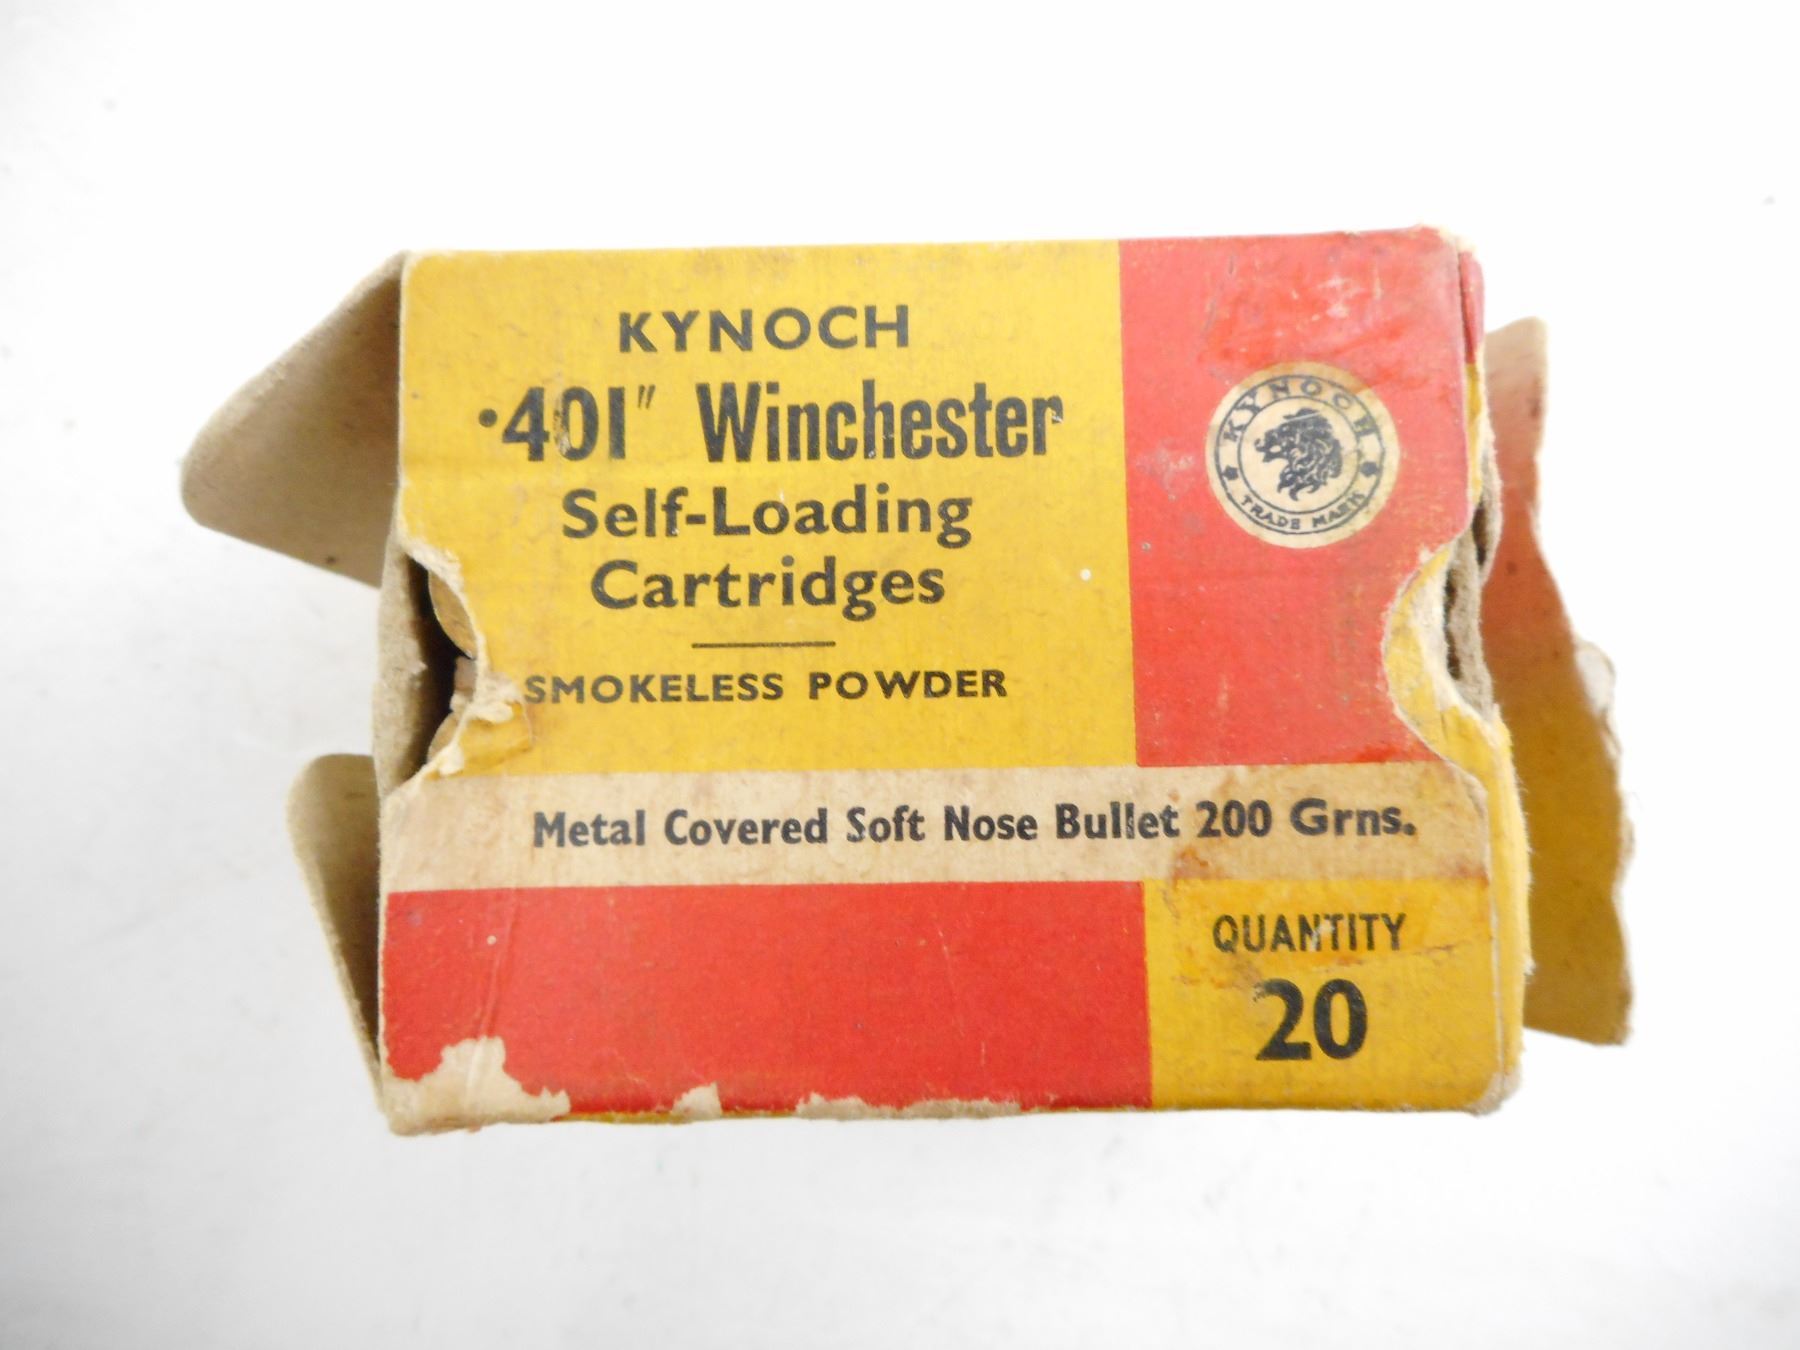 KYNOCH
·401" Winchester
Self-Loading
Cartridges
SMOKELESS POWDER
KYNOCH
TRADE MARK
Metal Covered Soft Nose Bullet 200 Grns.
QUANTITY
20